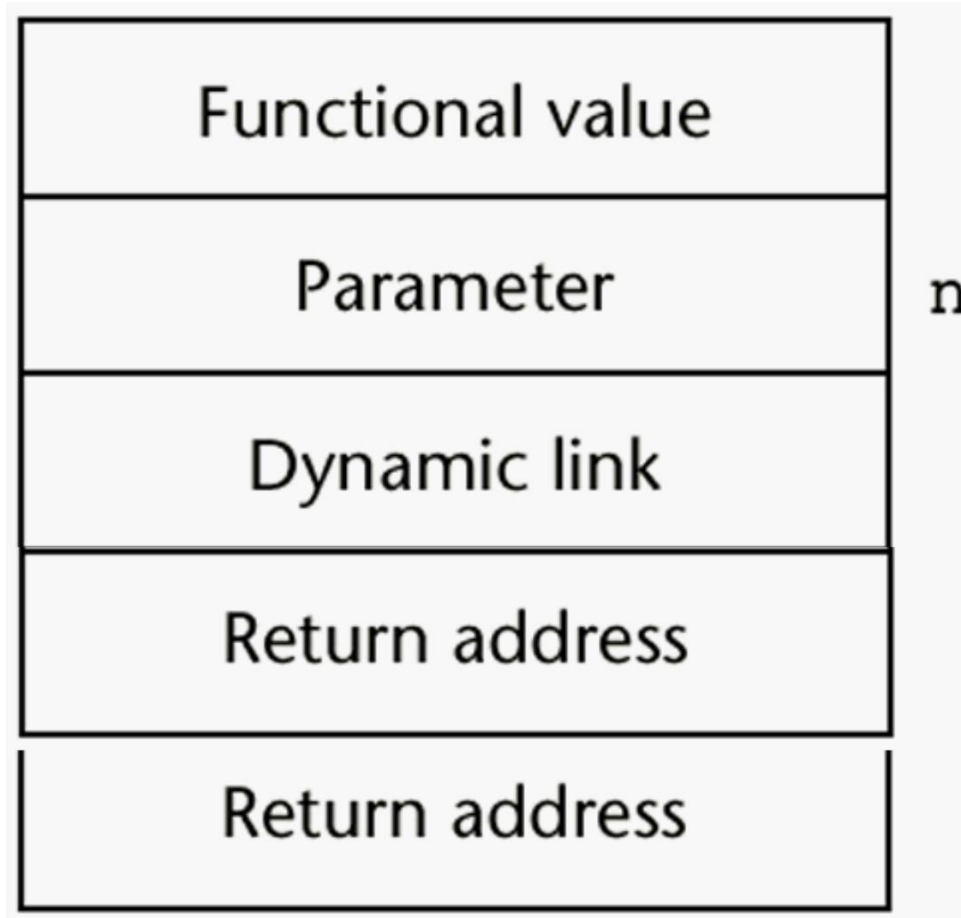 Functional value
Parameter
n
Dynamic link
Return address
Return address